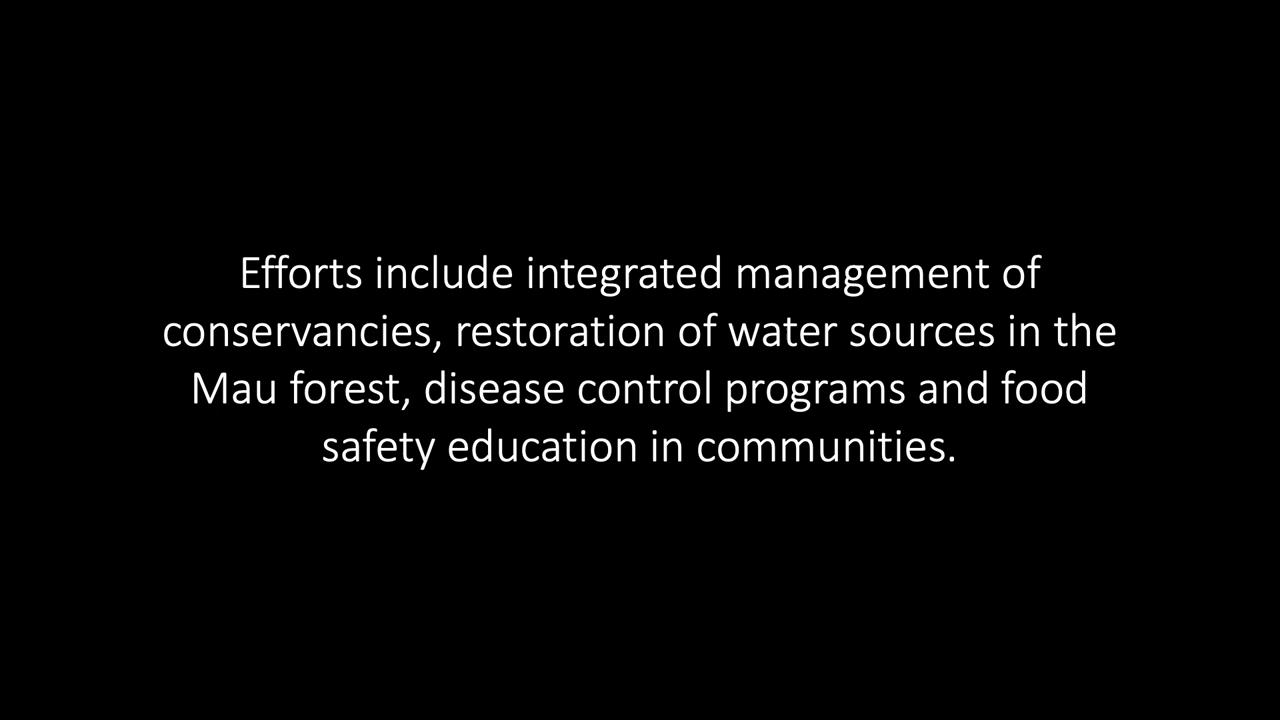 Efforts include integrated management of
conservancies, restoration of water sources in the
Mau forest, disease control programs and food
safety education in communities.